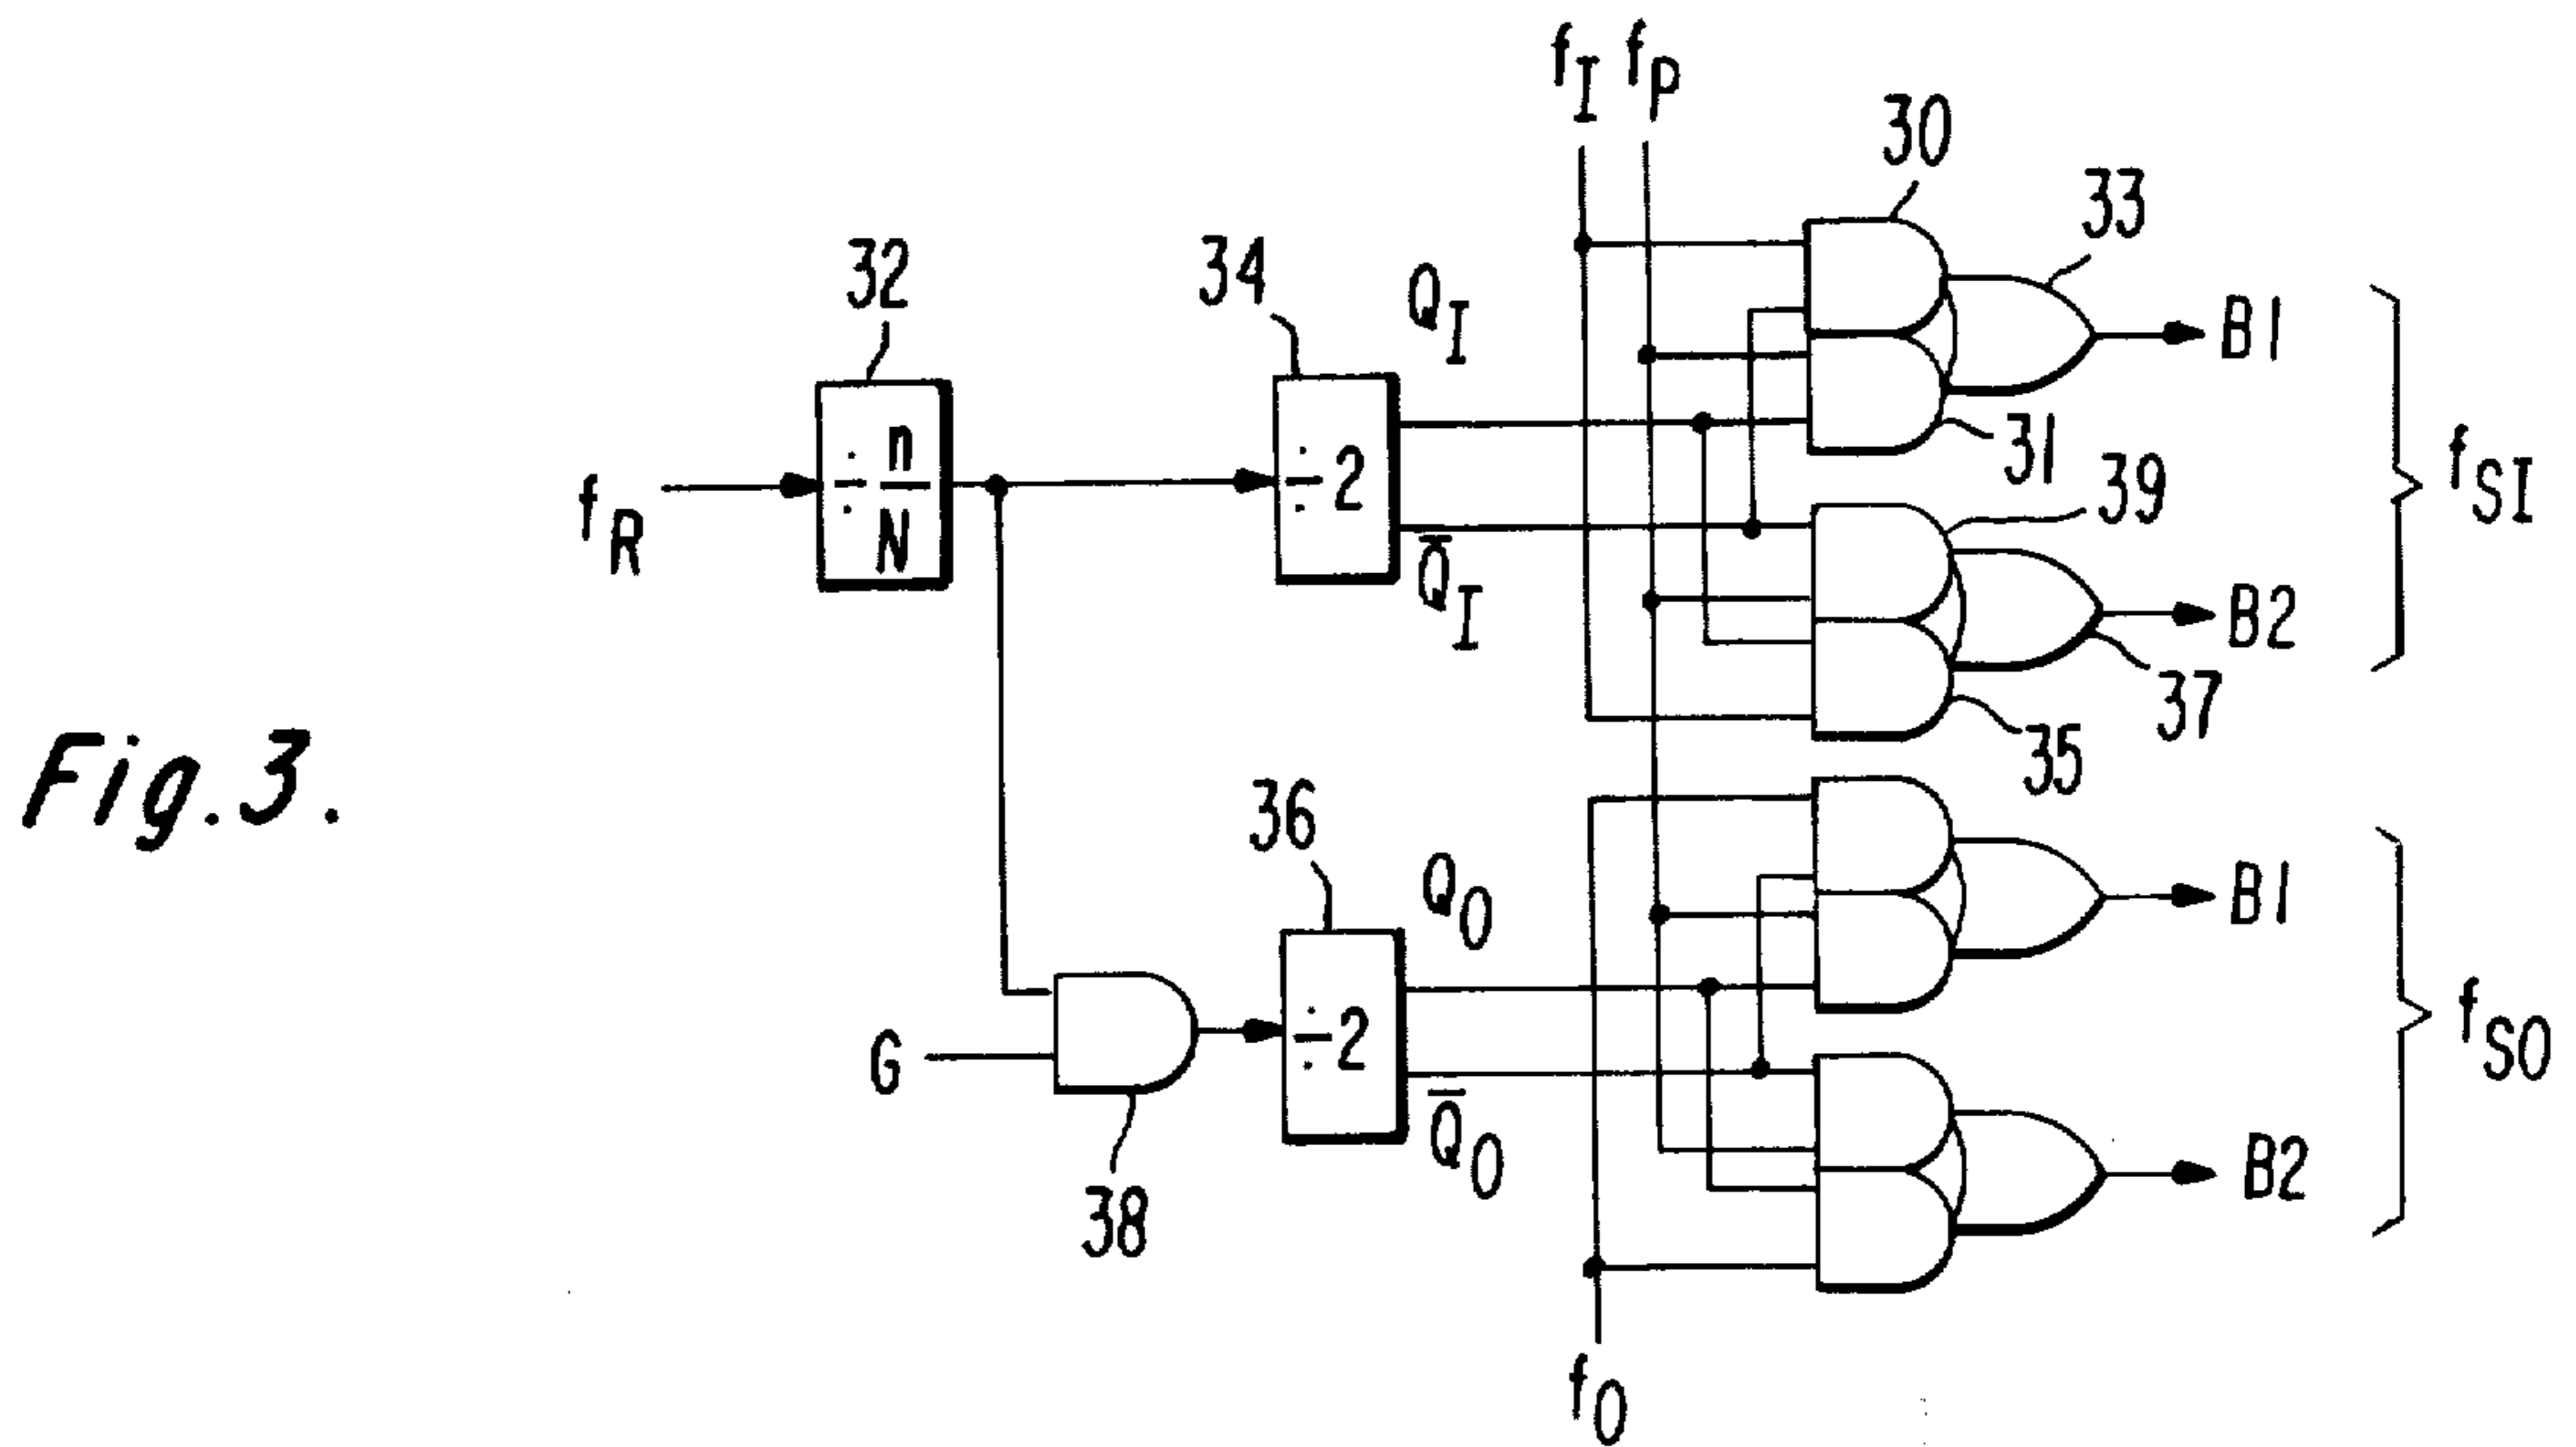 f_I f_P
30
33
32
34
Q_I
B1
÷ n/N
÷2
31
39
f_R
f_SI
Q̄_I
B2
37
35
Fig. 3.
36
Q_O
B1
÷2
f_SO
G
Q̄_O
B2
38
f_O